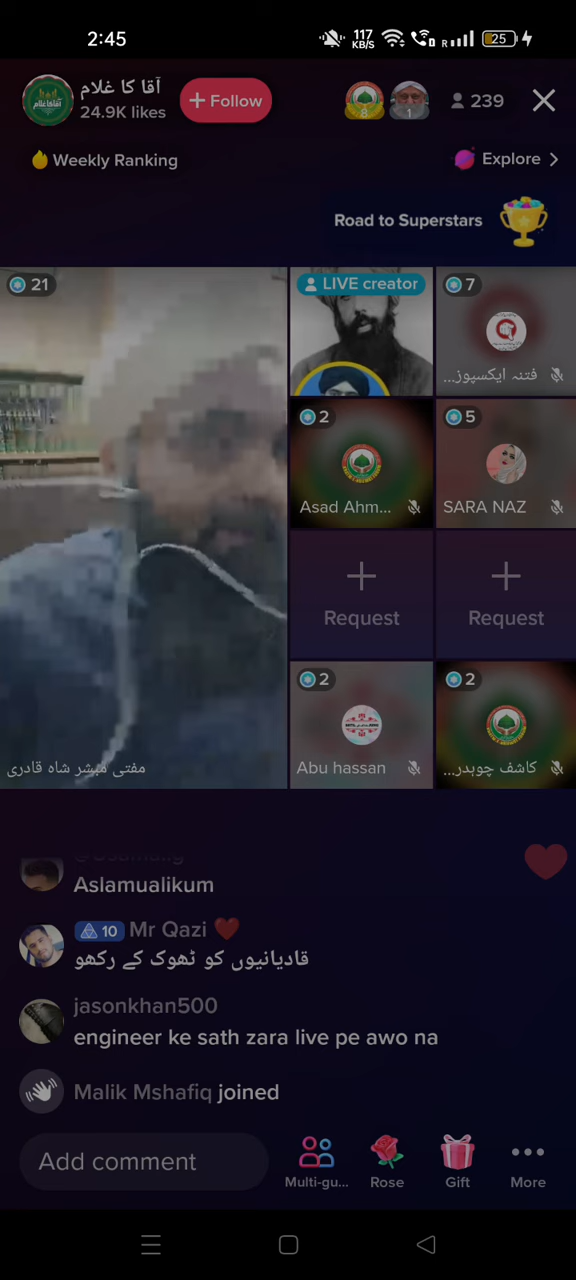 2:45
117
KB/S
R
25
آقا کا غلام
24.9K likes
+ Follow
8
1
239
Weekly Ranking
Explore >
Road to Superstars
21
LIVE creator
7
فتنہ ایکسپوز...
2
Asad Ahm...
5
SARA NAZ
Request
Request
مفتی مبشر شاہ قادری
2
Abu hassan
2
کاشف چوہدر...
Aslamualikum
10 Mr Qazi
قادیانیوں کو ٹھوک کے رکھو
jasonkhan500
engineer ke sath zara live pe awo na
Malik Mshafiq joined
Add comment
Multi-gu...
Rose
Gift
More